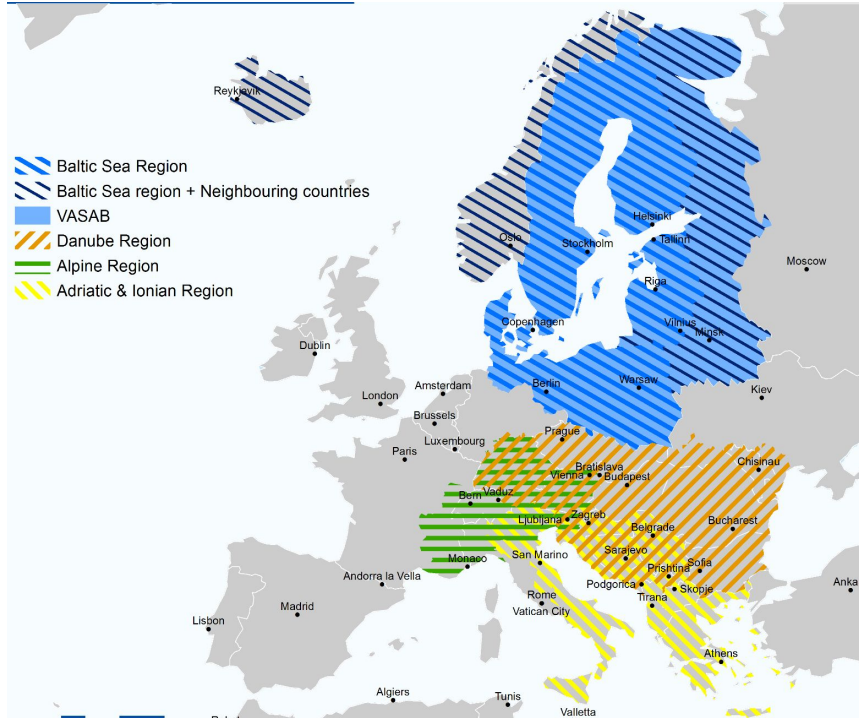 Reykjavik
Baltic Sea Region
Baltic Sea region + Neighbouring countries
VASAB
Danube Region
Alpine Region
Adriatic & Ionian Region
Helsinki
Oslo
Stockholm
Tallinn
Moscow
Riga
Copenhagen
Vilnius
Minsk
Dublin
Berlin
Warsaw
Amsterdam
Kiev
London
Brussels
Prague
Luxembourg
Paris
Chisinau
Bratislava
Vienna
Budapest
Bern
Vaduz
Ljubljana
Zagreb
Bucharest
Belgrade
San Marino
Sarajevo
Monaco
Sofia
Prishtina
Andorra la Vella
Podgorica
Skopje
Anka
Rome
Tirana
Vatican City
Madrid
Lisbon
Athens
Algiers
Tunis
Valletta